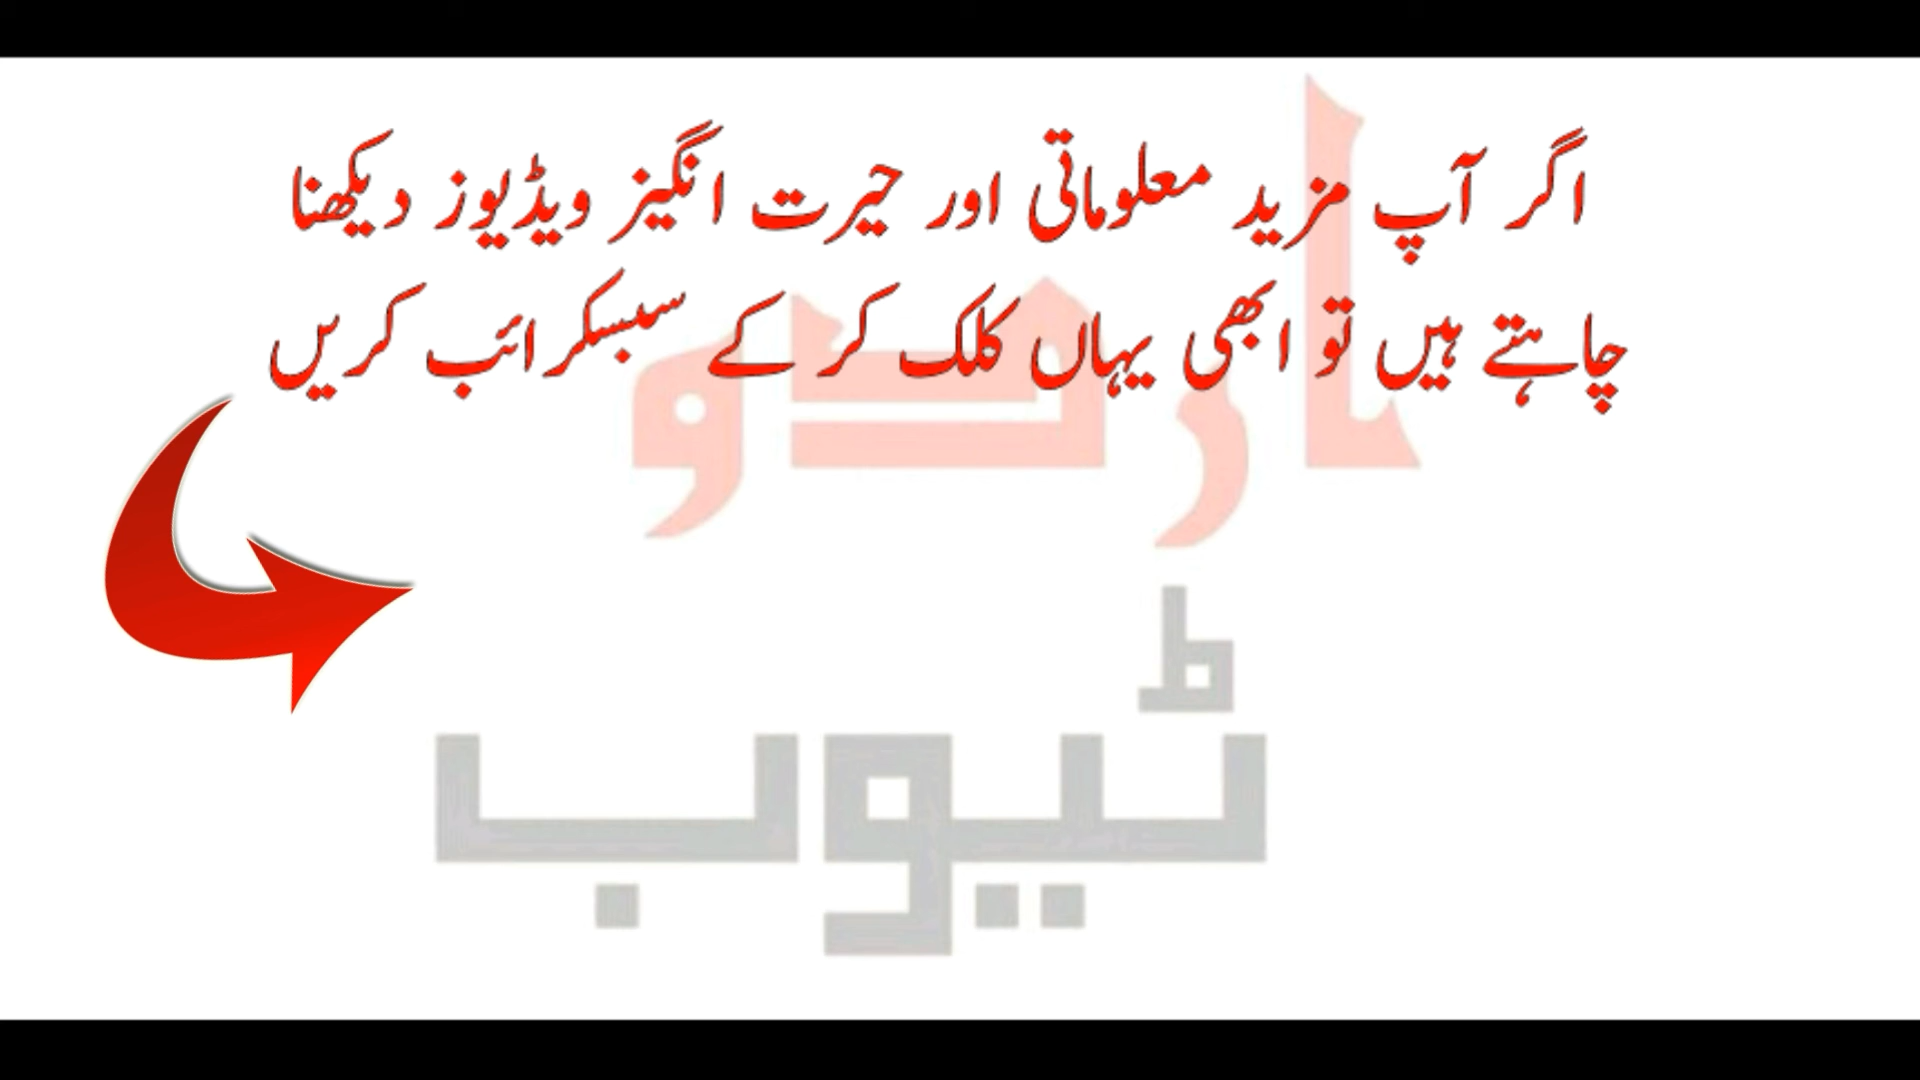 اگر آپ مزید معلوماتی اور حیرت انگیز ویڈیوز دیکھنا
چاہتے ہیں تو ابھی یہاں کلک کر کے سبسکرائب کریں
اردو
ٹیوب